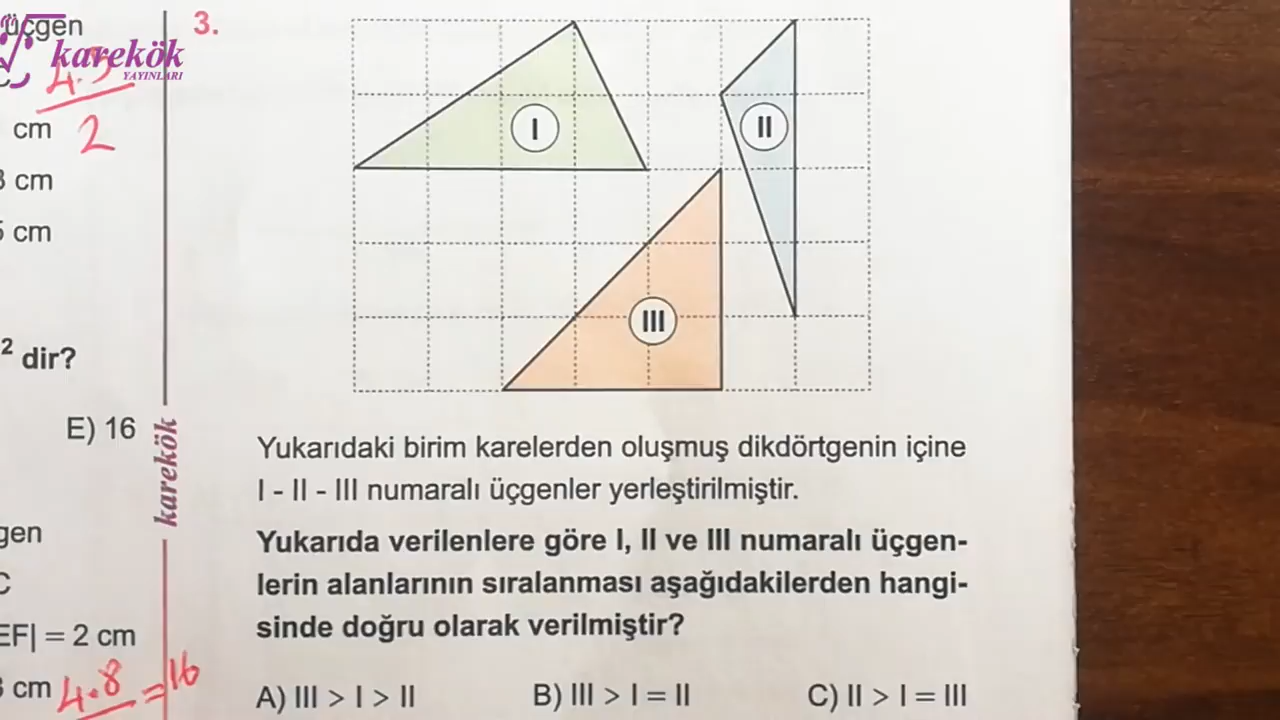 üçgen
karekök
YAYINLARI
4.5
2
cm
3 cm
5 cm
2 dir?
E) 16
karekök
gen
C
EF| = 2 cm
cm
4.8 = 16
3.
I
II
III
Yukarıdaki birim karelerden oluşmuş dikdörtgenin içine
I - II - III numaralı üçgenler yerleştirilmiştir.
Yukarıda verilenlere göre I, II ve III numaralı üçgen-
lerin alanlarının sıralanması aşağıdakilerden hangi-
sinde doğru olarak verilmiştir?
A) III > I > II
B) III > I = II
C) II > I = III